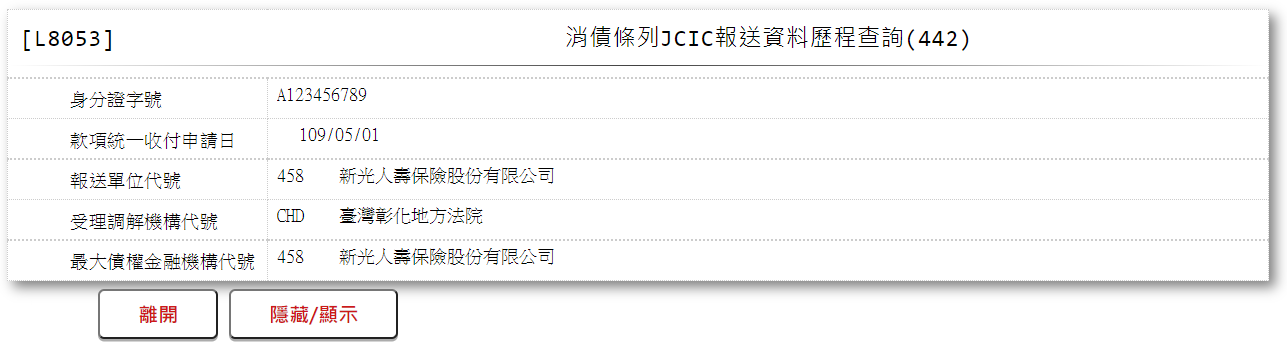 [L8053] 消債條列JCIC報送資料歷程查詢(442)
身分證字號 A123456789
款項統一收付申請日 109/05/01
報送單位代號 458 新光人壽保險股份有限公司
受理調解機構代號 CHD 臺灣彰化地方法院
最大債權金融機構代號 458 新光人壽保險股份有限公司
離開 隱藏/顯示